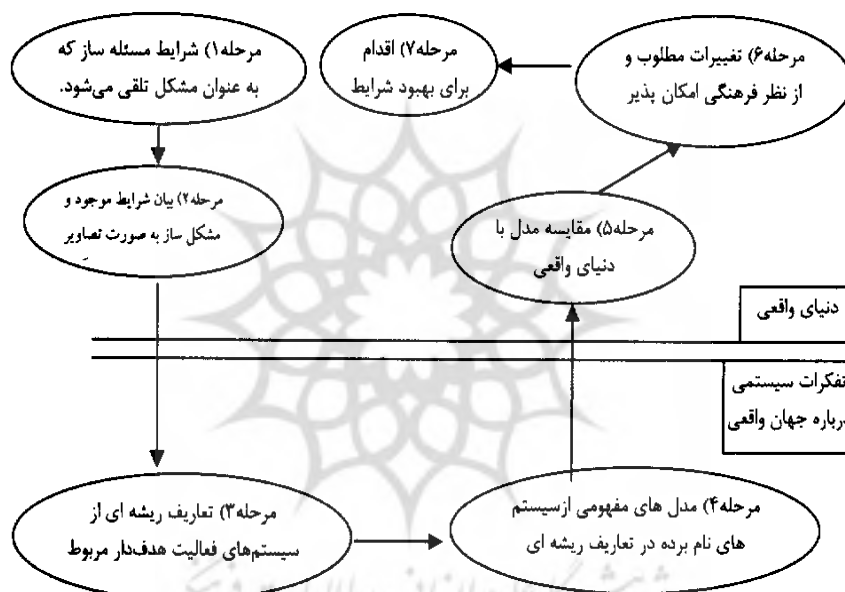 مرحله۱) شرایط مسئله ساز که
به عنوان مشکل تلقی می‌شود.
مرحله۲) بیان شرایط موجود و
مشکل ساز به صورت تصاویر
مرحله۳) تعاریف ریشه ای از
سیستم‌های فعالیت هدف‌دار مربوط
مرحله۴) مدل های مفهومی ازسیستم
های نام برده در تعاریف ریشه ای
مرحله۵) مقایسه مدل با
دنیای واقعی
مرحله۶) تغییرات مطلوب و
از نظر فرهنگی امکان پذیر
مرحله۷) اقدام
برای بهبود شرایط
دنیای واقعی
تفکرات سیستمی
درباره جهان واقعی